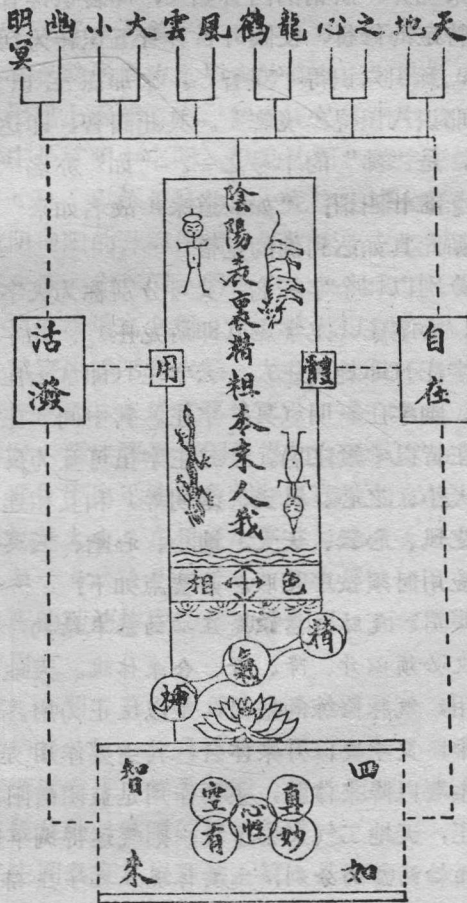 天地之心龍鶴風雲大小幽明冥
陰陽表裏精粗本末人我
自在
活潑
體
用
色相
精
氣
神
四智
如来
真空
妙有
心性